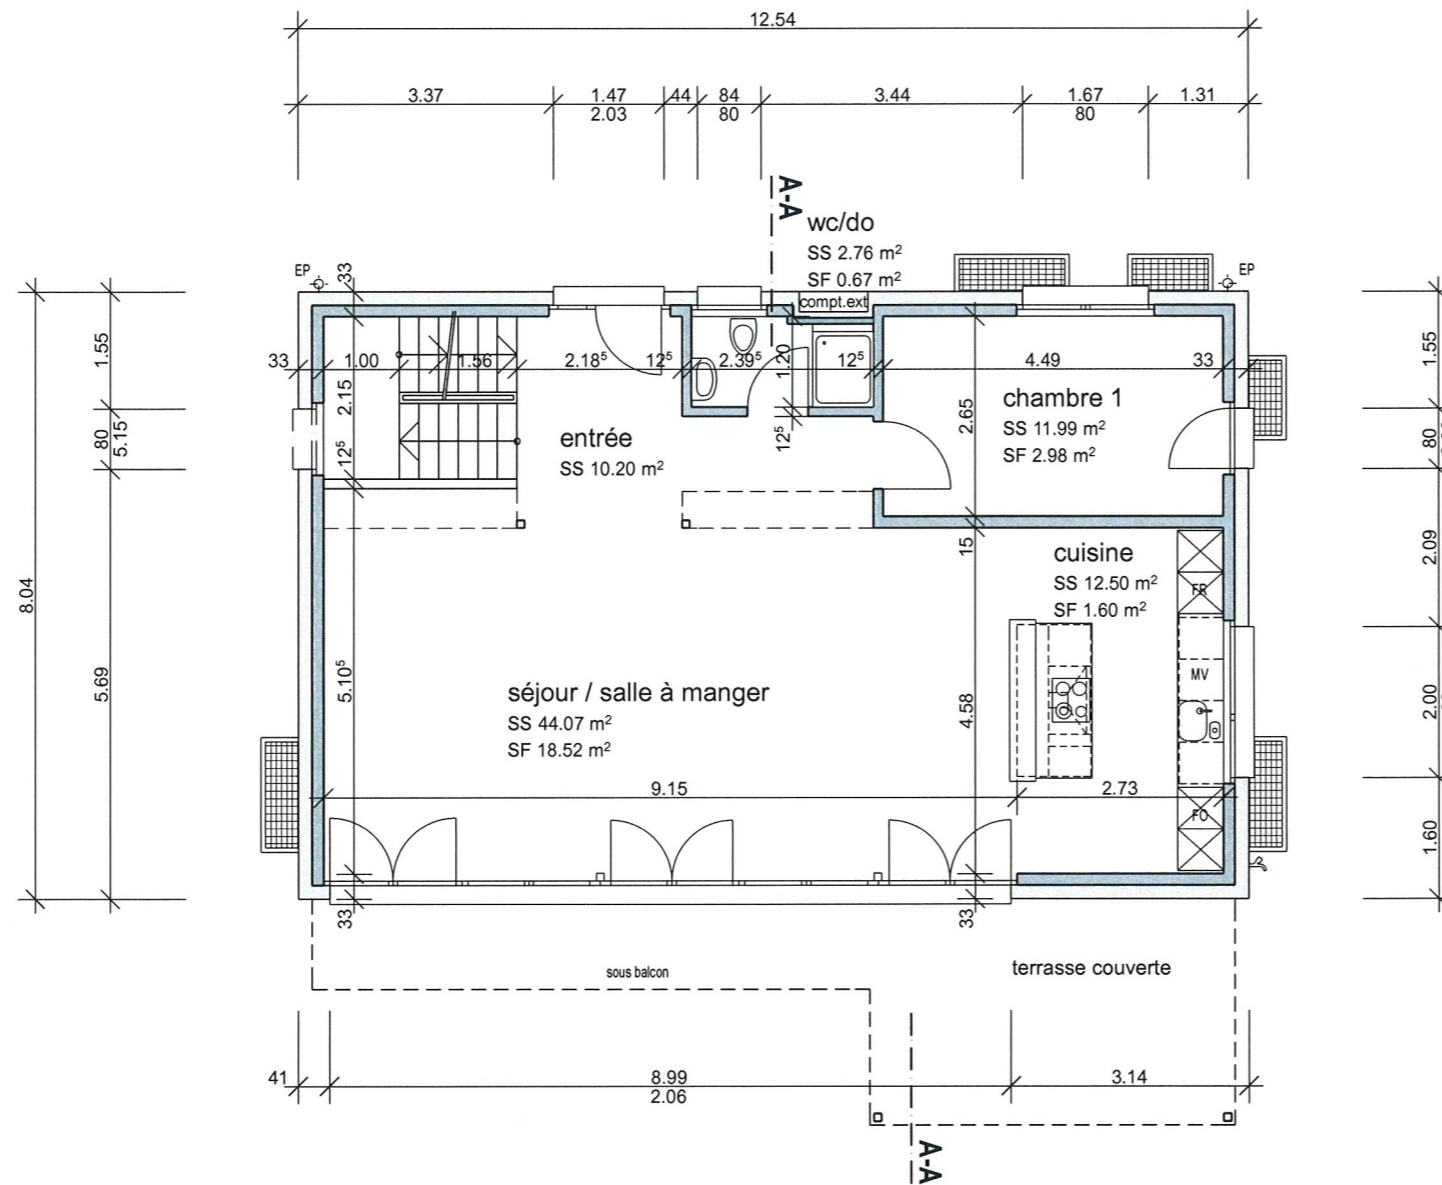 12.54
3.37 1.47 44 84 3.44 1.67 1.31
2.03 80 80
A-A
wc/do
SS 2.76 m²
SF 0.67 m²
compt.ext
EP
33
EP
1.55
80
5.15
5.69
8.04
33 1.00 1.56 2.18⁵ 12⁵ 2.39⁵ 12⁵ 4.49 33
2.15
12⁵
1.20
12⁵
2.65
chambre 1
SS 11.99 m²
SF 2.98 m²
entrée
SS 10.20 m²
15
cuisine
SS 12.50 m²
SF 1.60 m²
FR
MV
FO
séjour / salle à manger
SS 44.07 m²
SF 18.52 m²
5.10⁵
4.58
9.15 2.73
33
33
1.55
80
2.09
2.00
1.60
sous balcon
terrasse couverte
41 8.99 3.14
2.06
A-A